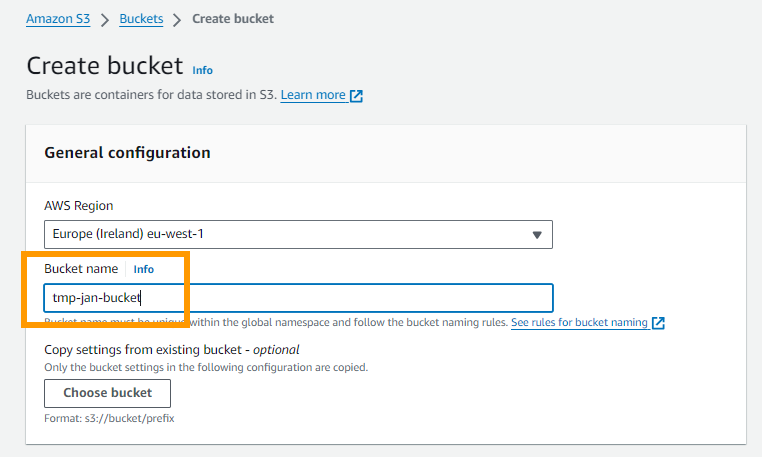 Amazon S3 > Buckets > Create bucket
Create bucket Info
Buckets are containers for data stored in S3. Learn more
General configuration
AWS Region
Europe (Ireland) eu-west-1
Bucket name Info
tmp-jan-bucket
Bucket name must be unique within the global namespace and follow the bucket naming rules. See rules for bucket naming
Copy settings from existing bucket - optional
Only the bucket settings in the following configuration are copied.
Choose bucket
Format: s3://bucket/prefix